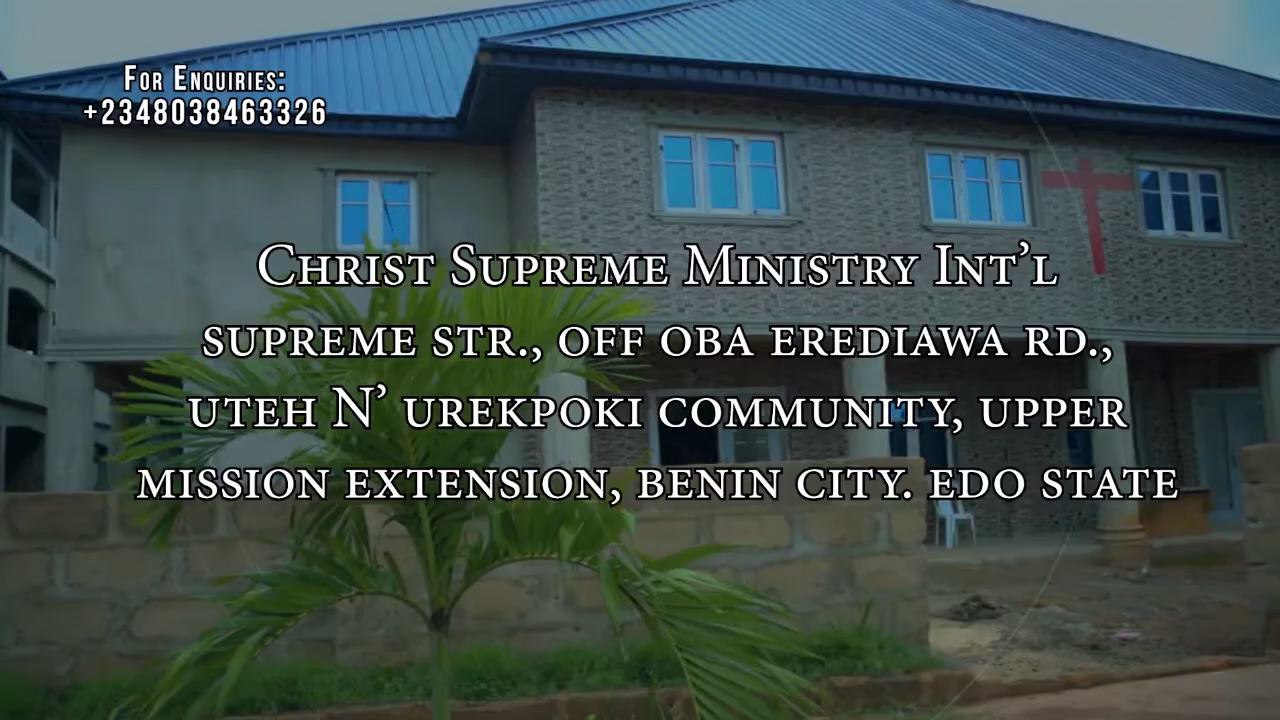 For Enquiries:
+2348038463326
Christ Supreme Ministry Int'l
supreme str., off oba erediawa rd.,
uteh N' urekpoki community, upper
mission extension, benin city. edo state